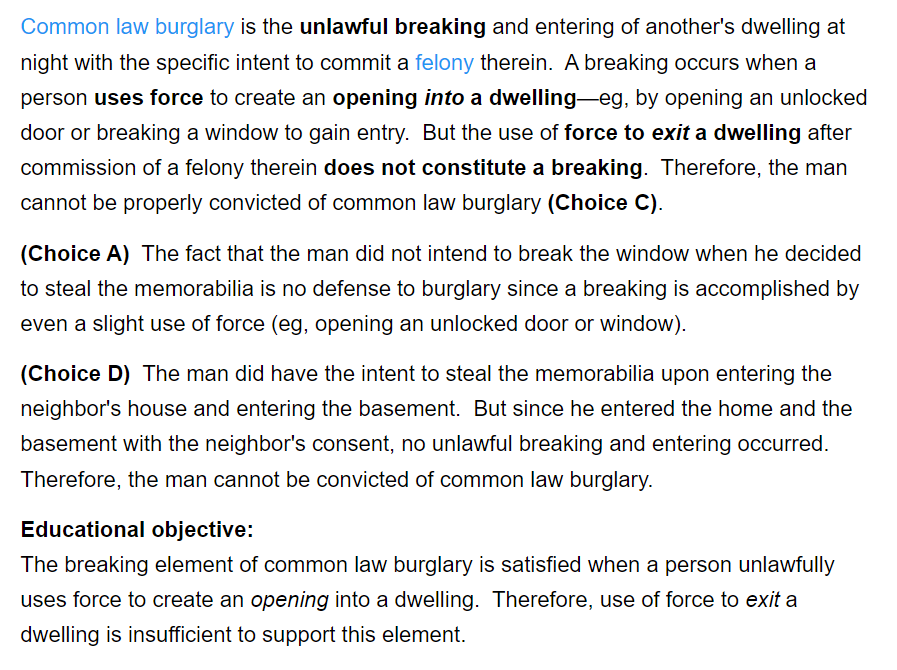 Common law burglary is the unlawful breaking and entering of another's dwelling at
night with the specific intent to commit a felony therein.  A breaking occurs when a
person uses force to create an opening into a dwelling—eg, by opening an unlocked
door or breaking a window to gain entry.  But the use of force to exit a dwelling after
commission of a felony therein does not constitute a breaking.  Therefore, the man
cannot be properly convicted of common law burglary (Choice C).
(Choice A)  The fact that the man did not intend to break the window when he decided
to steal the memorabilia is no defense to burglary since a breaking is accomplished by
even a slight use of force (eg, opening an unlocked door or window).
(Choice D)  The man did have the intent to steal the memorabilia upon entering the
neighbor's house and entering the basement.  But since he entered the home and the
basement with the neighbor's consent, no unlawful breaking and entering occurred.
Therefore, the man cannot be convicted of common law burglary.
Educational objective:
The breaking element of common law burglary is satisfied when a person unlawfully
uses force to create an opening into a dwelling.  Therefore, use of force to exit a
dwelling is insufficient to support this element.